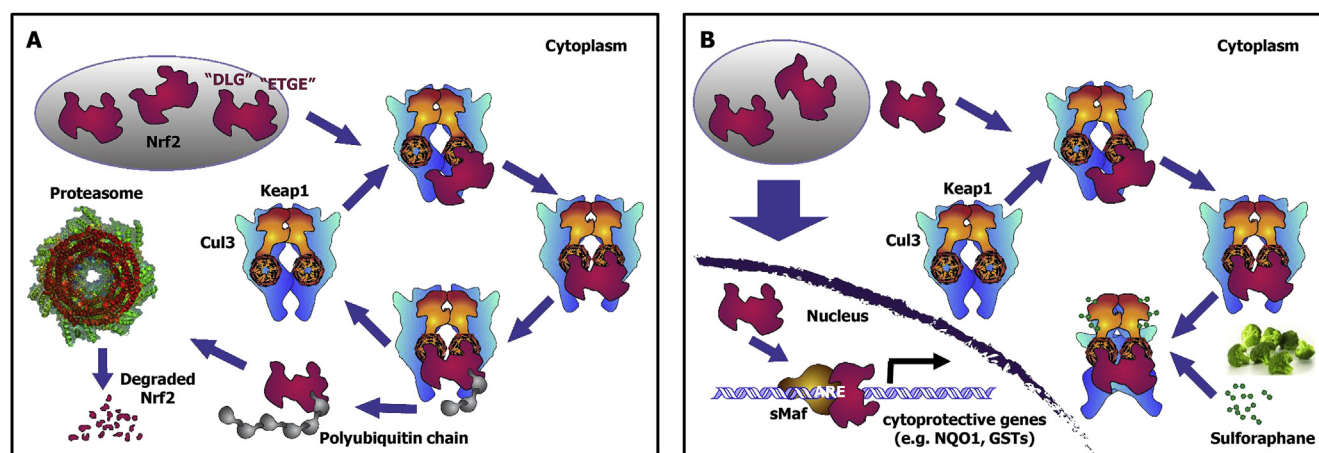 A
Cytoplasm
"DLG" "ETGE"
Nrf2
Proteasome
Keap1
Cul3
Degraded
Nrf2
Polyubiquitin chain
B
Cytoplasm
Keap1
Cul3
Nucleus
ARE
sMaf
cytoprotective genes
(e.g. NQO1, GSTs)
Sulforaphane